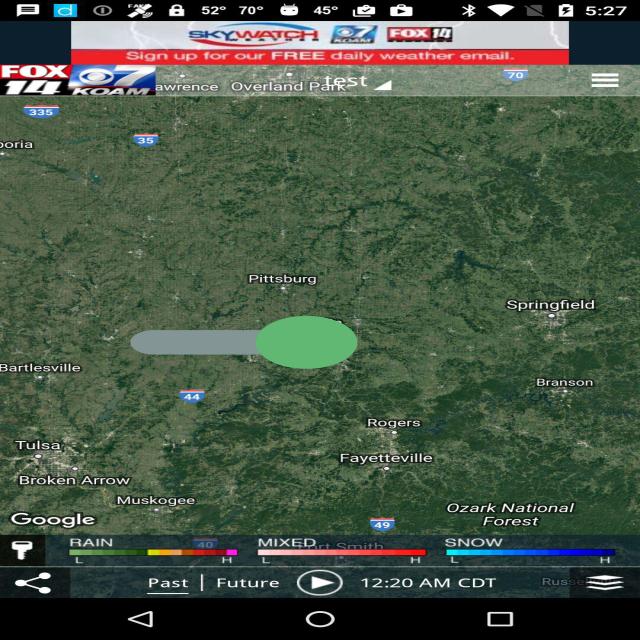 52° 70° 45° 5:27
SKYWATCH
7 KOAM FOX 14
Sign up for our FREE daily weather email.
FOX 14 7 KOAM
awrence Overland Park test 70
335
35
poria
Pittsburg
Springfield
Bartlesville
44
Branson
Rogers
Tulsa
Fayetteville
Broken Arrow
Muskogee
Google
Ozark National
Forest
49
RAIN MIXED SNOW
40 ort Smith
L H L H L H
Past | Future 12:20 AM CDT Russe